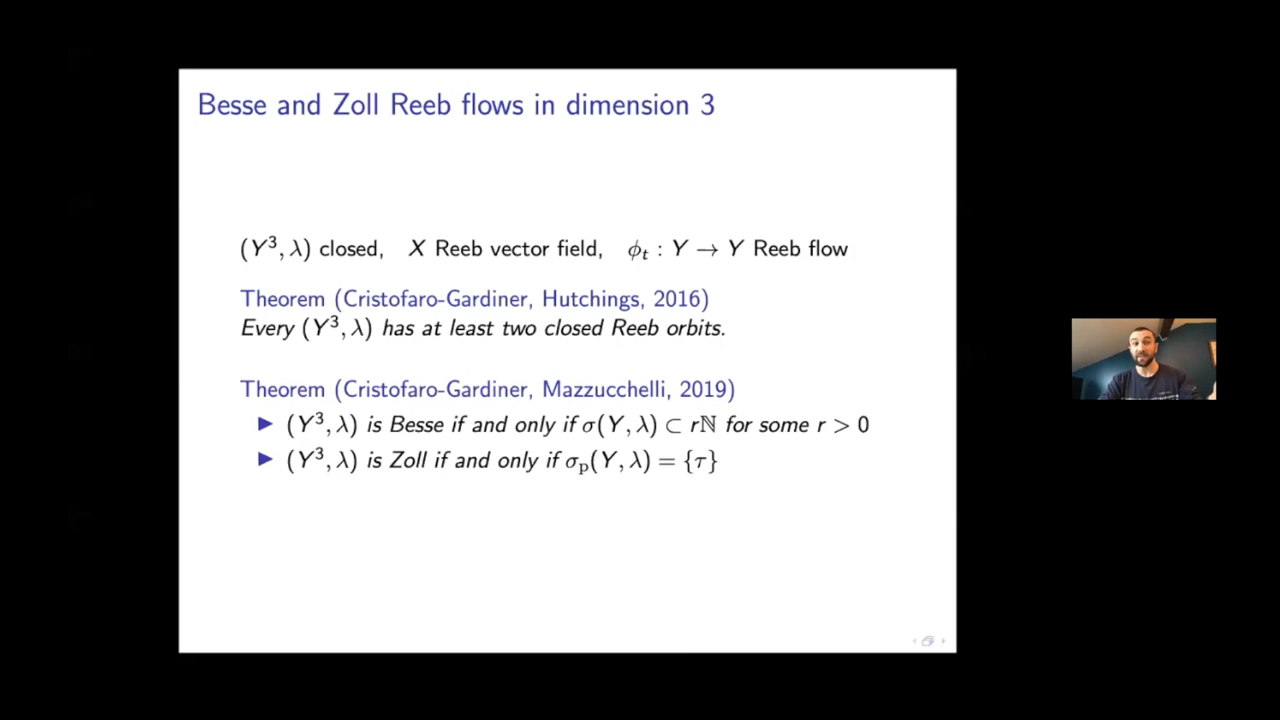 Besse and Zoll Reeb flows in dimension 3
(Y³, λ) closed, X Reeb vector field, ϕₜ : Y → Y Reeb flow
Theorem (Cristofaro-Gardiner, Hutchings, 2016)
Every (Y³, λ) has at least two closed Reeb orbits.
Theorem (Cristofaro-Gardiner, Mazzucchelli, 2019)
▶ (Y³, λ) is Besse if and only if σ(Y, λ) ⊂ rℕ for some r > 0
▶ (Y³, λ) is Zoll if and only if σₚ(Y, λ) = {τ}